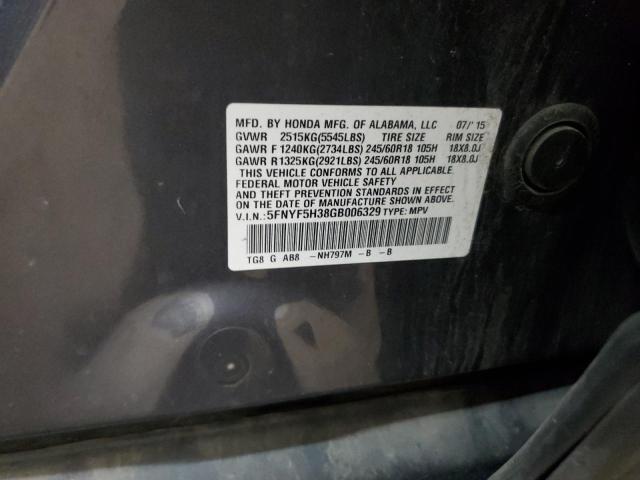 MFD. BY HONDA MFG. OF ALABAMA, LLC 07/'15
GVWR 2515KG(5545LBS) TIRE SIZE RIM SIZE
GAWR F 1240KG(2734LBS) 245/60R18 105H 18X8.0J
GAWR R1325KG(2921LBS) 245/60R18 105H 18X8.0J
THIS VEHICLE CONFORMS TO ALL APPLICABLE
FEDERAL MOTOR VEHICLE SAFETY
AND THEFT PREVENTION STANDARDS IN EFFECT
ON THE DATE OF MANUFACTURE SHOWN ABOVE.
V.I.N.: 5FNYF5H38GB006329 TYPE: MPV
TG8 G AB8 -NH797M -B -B